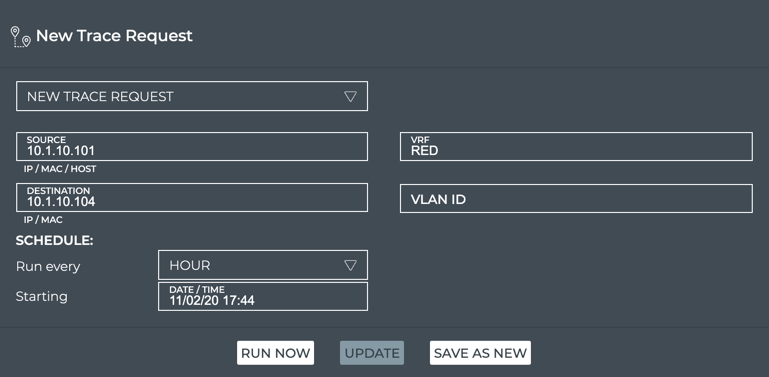 New Trace Request
NEW TRACE REQUEST
SOURCE
10.1.10.101
IP / MAC / HOST
VRF
RED
DESTINATION
10.1.10.104
IP / MAC
VLAN ID
SCHEDULE:
Run every
HOUR
Starting
DATE / TIME
11/02/20 17:44
RUN NOW
UPDATE
SAVE AS NEW